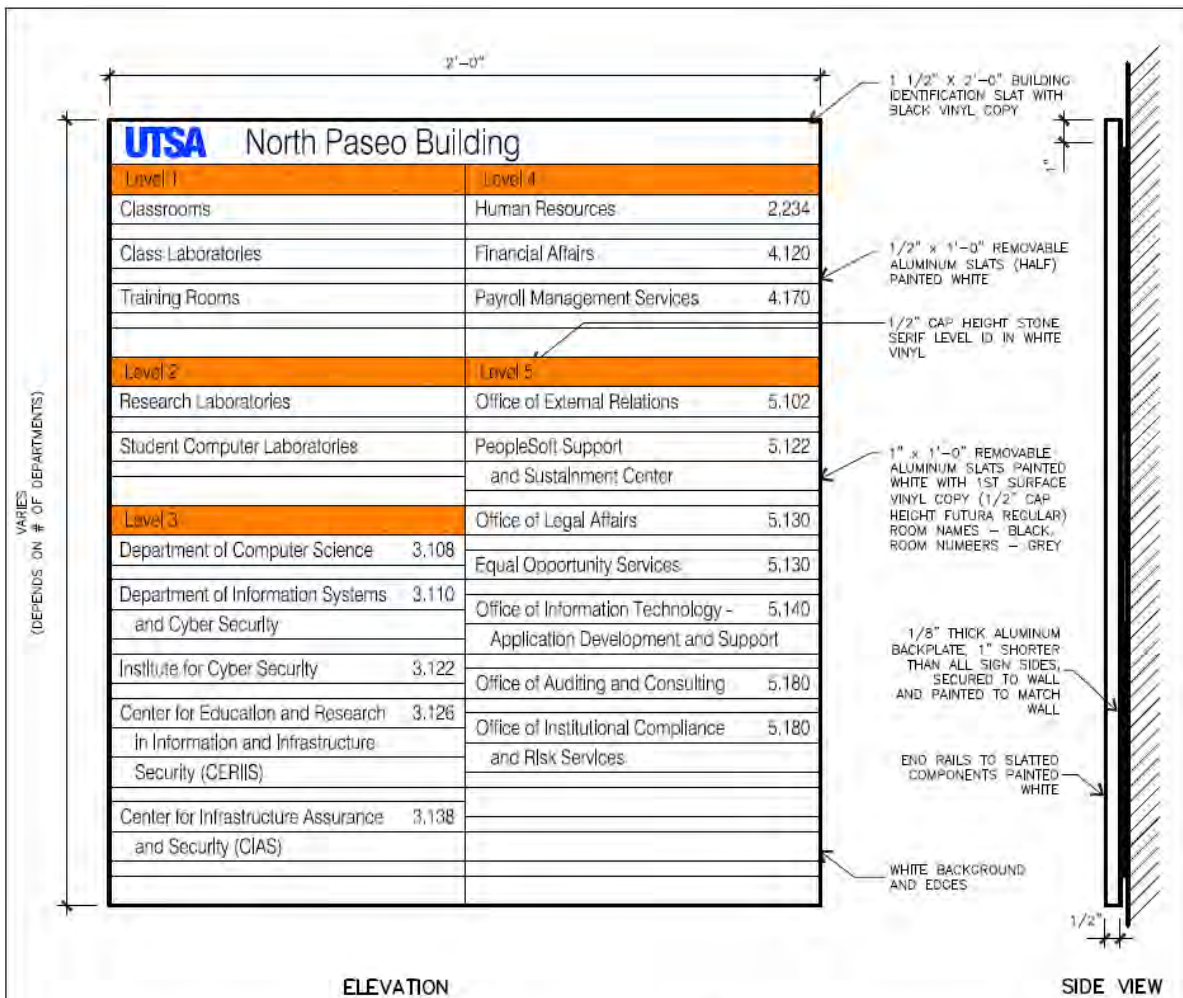 2'-0"
UTSA North Paseo Building
Level 1
Classrooms
Class Laboratories
Training Rooms
Level 2
Research Laboratories
Student Computer Laboratories
Level 3
Department of Computer Science 3.108
Department of Information Systems 3.110
and Cyber Security
Institute for Cyber Security 3.122
Center for Education and Research 3.126
in Information and Infrastructure
Security (CERIIS)
Center for Infrastructure Assurance 3.138
and Security (CIAS)
Level 4
Human Resources 2.234
Financial Affairs 4.120
Payroll Management Services 4.170
Level 5
Office of External Relations 5.102
PeopleSoft Support 5.122
and Sustainment Center
Office of Legal Affairs 5.130
Equal Opportunity Services 5.130
Office of Information Technology - 5.140
Application Development and Support
Office of Auditing and Consulting 5.180
Office of Institutional Compliance 5.180
and Risk Services
VARIES
(DEPENDS ON # OF DEPARTMENTS)
1 1/2" X 2'-0" BUILDING
IDENTIFICATION SLAT WITH
BLACK VINYL COPY
1/2" x 1'-0" REMOVABLE
ALUMINUM SLATS (HALF)
PAINTED WHITE
1/2" CAP HEIGHT STONE
SERIF LEVEL ID IN WHITE
VINYL
1" x 1'-0" REMOVABLE
ALUMINUM SLATS PAINTED
WHITE WITH 1ST SURFACE
VINYL COPY (1/2" CAP
HEIGHT FUTURA REGULAR)
ROOM NAMES - BLACK,
ROOM NUMBERS - GREY
1/8" THICK ALUMINUM
BACKPLATE, 1" SHORTER
THAN ALL SIGN SIDES,
SECURED TO WALL
AND PAINTED TO MATCH
WALL
END RAILS TO SLATTED
COMPONENTS PAINTED
WHITE
WHITE BACKGROUND
AND EDGES
1"
1/2"
ELEVATION
SIDE VIEW